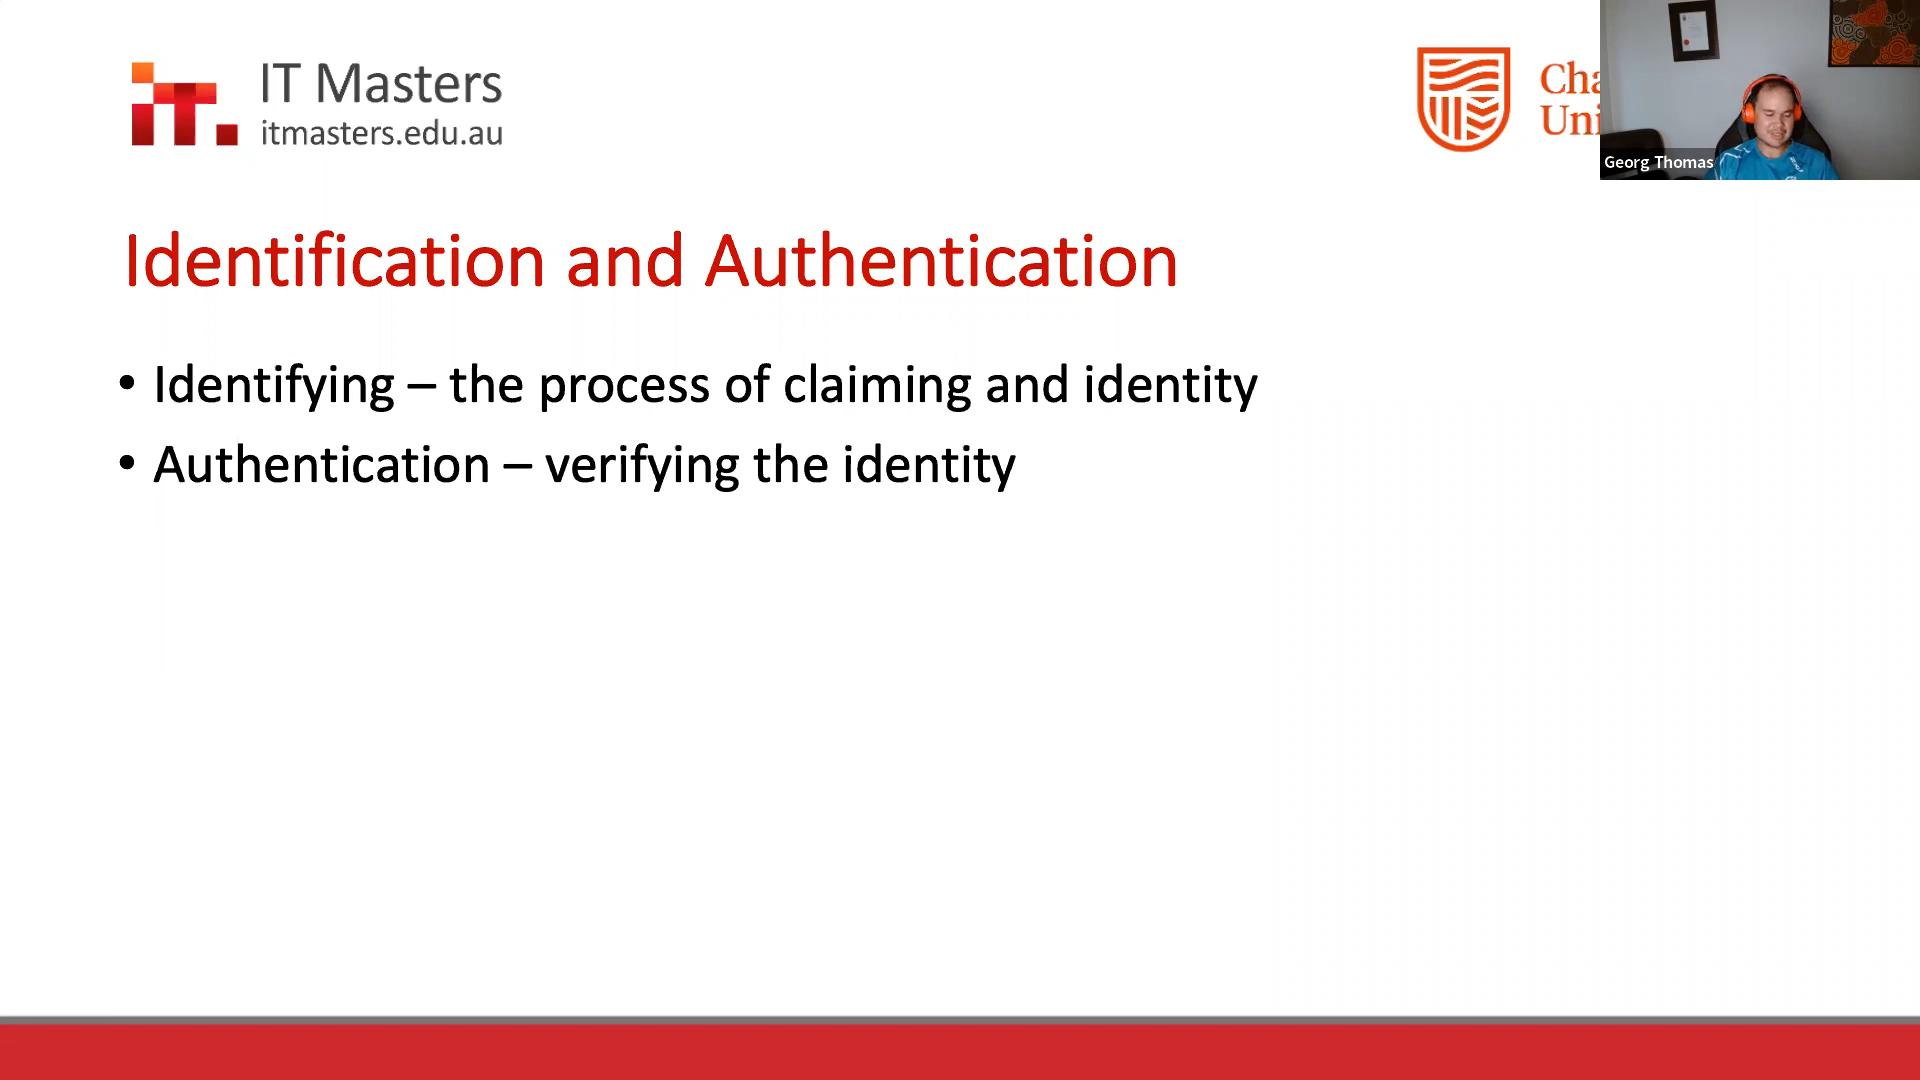 IT Masters
itmasters.edu.au
Georg Thomas
Identification and Authentication
• Identifying – the process of claiming and identity
• Authentication – verifying the identity